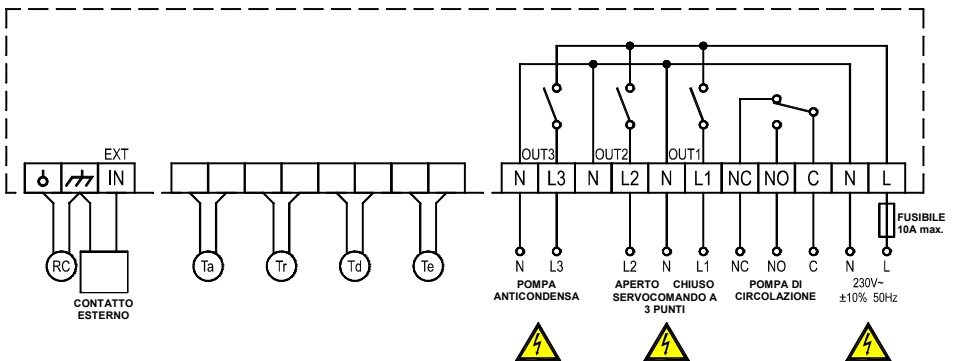 EXT
OUT3 OUT2 OUT1
IN N L3 N L2 N L1 NC NO C N L
FUSIBILE
10A max.
RC Ta Tr Td Te N L3 L2 N L1 NC NO C N L
CONTATTO
ESTERNO
POMPA
ANTICONDENSA
APERTO CHIUSO
SERVOCOMANDO A
3 PUNTI
POMPA DI
CIRCOLAZIONE
230V~
±10% 50Hz